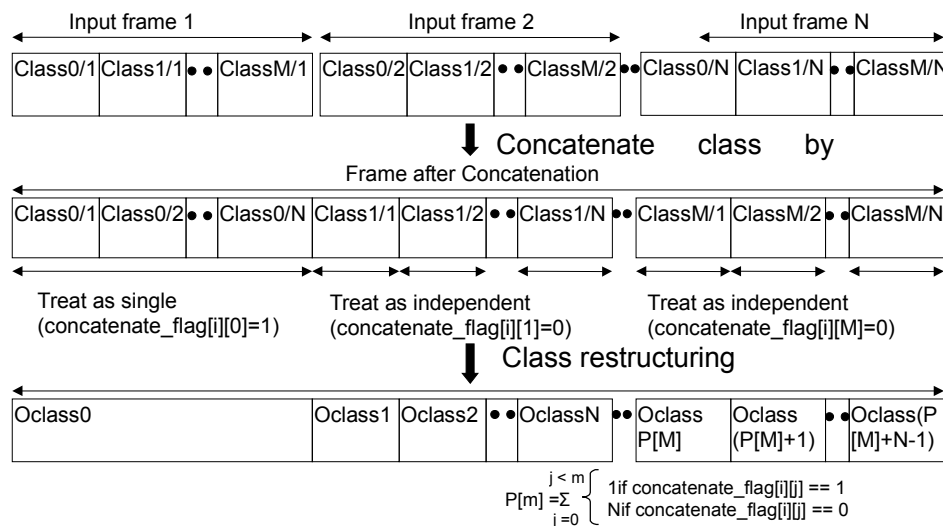 Input frame 1 Input frame 2 Input frame N
Class0/1 Class1/1 •• ClassM/1 Class0/2 Class1/2 •• ClassM/2 •• Class0/N Class1/N •• ClassM/N
Concatenate class by
Frame after Concatenation
Class0/1 Class0/2 •• Class0/N Class1/1 Class1/2 •• Class1/N •• ClassM/1 ClassM/2 •• ClassM/N
Treat as single Treat as independent Treat as independent
(concatenate_flag[i][0]=1) (concatenate_flag[i][1]=0) (concatenate_flag[i][M]=0)
Class restructuring
Oclass0 Oclass1 Oclass2 •• OclassN •• Oclass Oclass •• Oclass(P
P[M] (P[M]+1) [M]+N-1)
j < m
P[m] =Σ { 1if concatenate_flag[i][j] == 1
Nif concatenate_flag[i][j] == 0
j =0